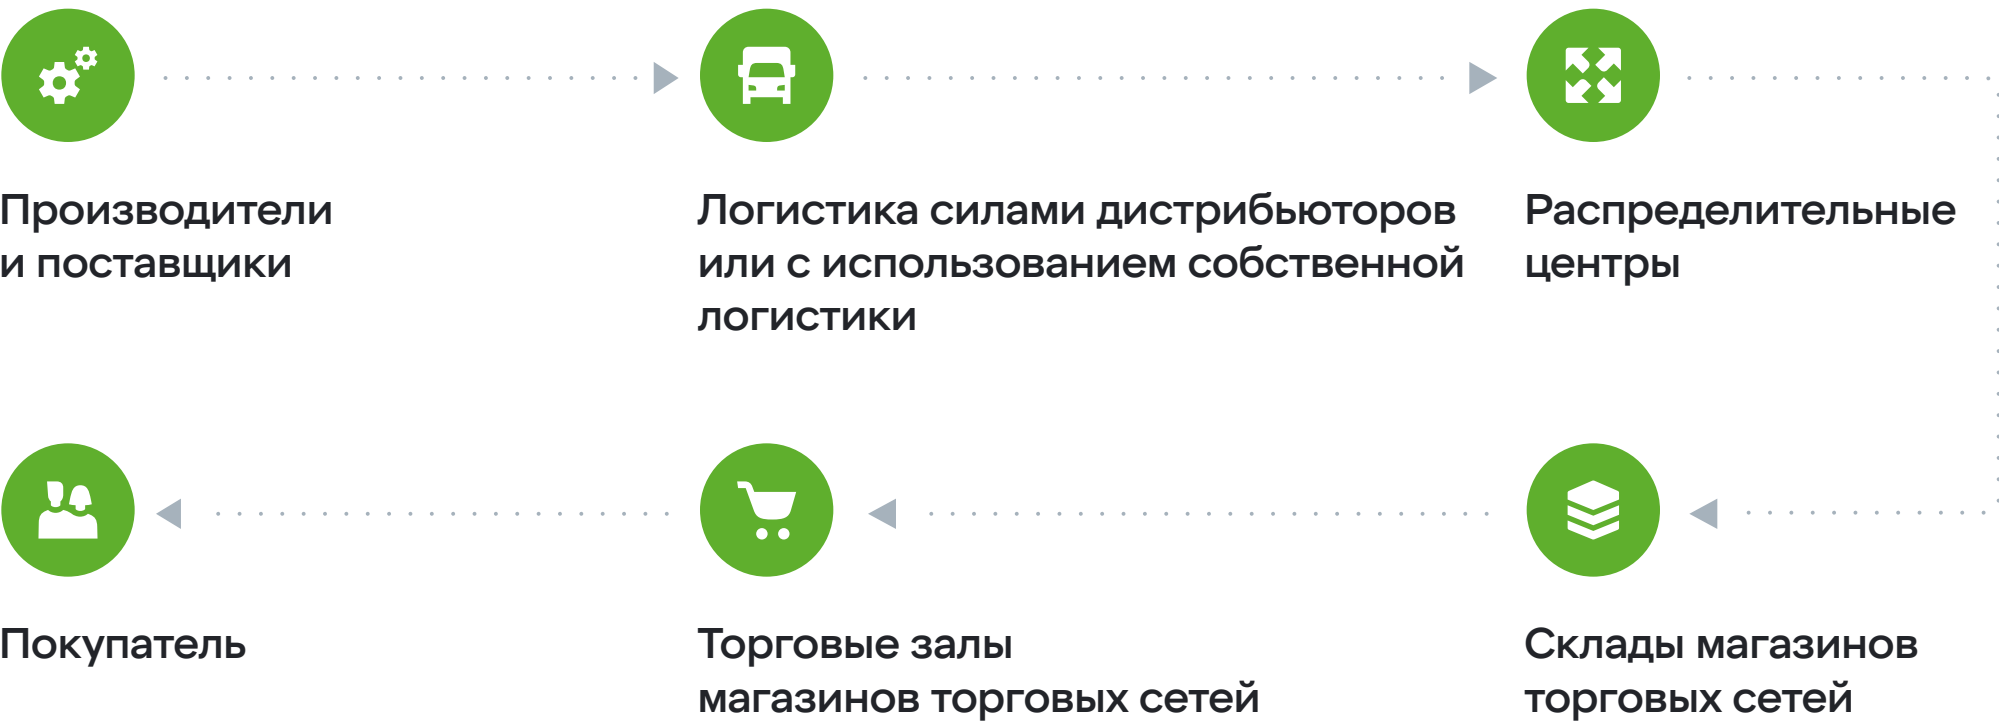 Производители
и поставщики
Логистика силами дистрибьюторов
или с использованием собственной
логистики
Распределительные
центры
Покупатель
Торговые залы
магазинов торговых сетей
Склады магазинов
торговых сетей